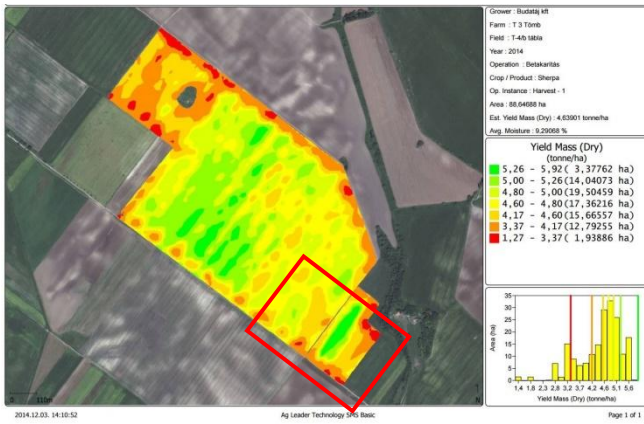 Grower : Budatáj kft
Farm : T 3 Tömb
Field : T-4/b tábla
Year : 2014
Operation : Betakarítás
Crop / Product : Sherpa
Op. Instance : Harvest - 1
Area : 88,64688 ha
Est. Yield Mass (Dry) : 4,63901 tonne/ha
Avg. Moisture : 9,29068 %
Yield Mass (Dry)
(tonne/ha)
5,26 - 5,92( 3,37762 ha)
5,00 - 5,26(14,04073 ha)
4,80 - 5,00(19,50459 ha)
4,60 - 4,80(17,36216 ha)
4,17 - 4,60(15,66557 ha)
3,37 - 4,17(12,79255 ha)
1,27 - 3,37( 1,93886 ha)
35
30
25
20
15
10
5
0
Area (ha)
1,4 1,8 2,3 2,8 3,2 3,7 4,2 4,6 5,1 5,6
Yield Mass (Dry) (tonne/ha)
0
N
2014.12.03. 14:10:52
Ag Leader Technology SMS Basic
Page 1 of 1